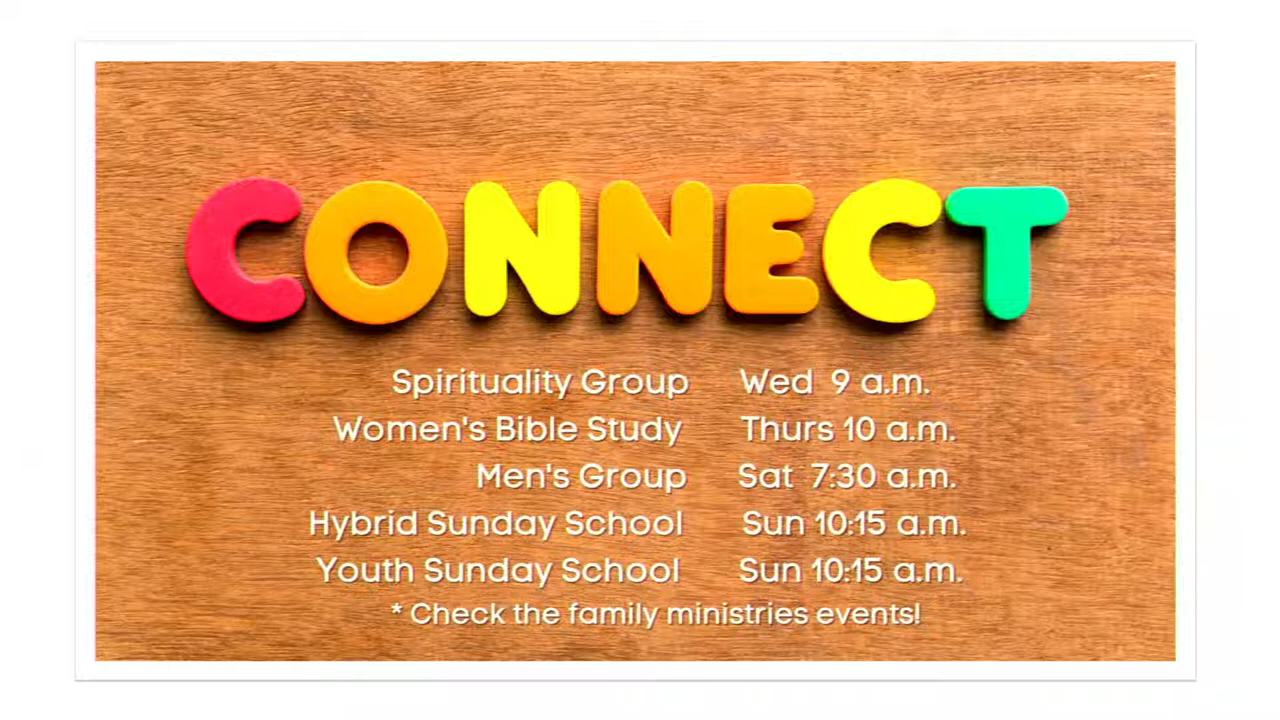 CONNECT
Spirituality Group Wed 9 a.m.
Women's Bible Study Thurs 10 a.m.
Men's Group Sat 7:30 a.m.
Hybrid Sunday School Sun 10:15 a.m.
Youth Sunday School Sun 10:15 a.m.
* Check the family ministries events!